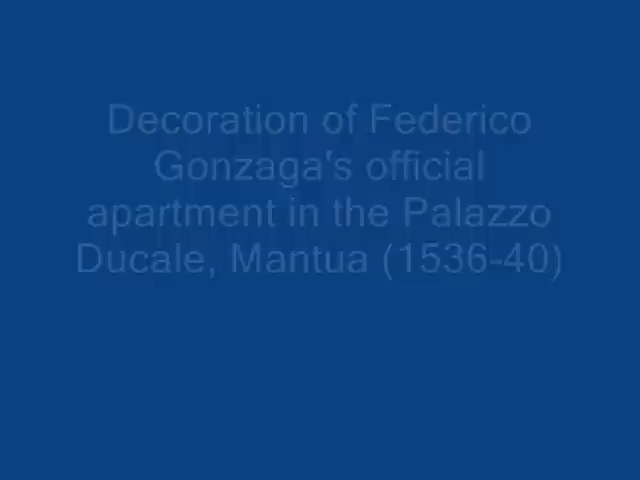 Decoration of Federico
Gonzaga's official
apartment in the Palazzo
Ducale, Mantua (1536-40)